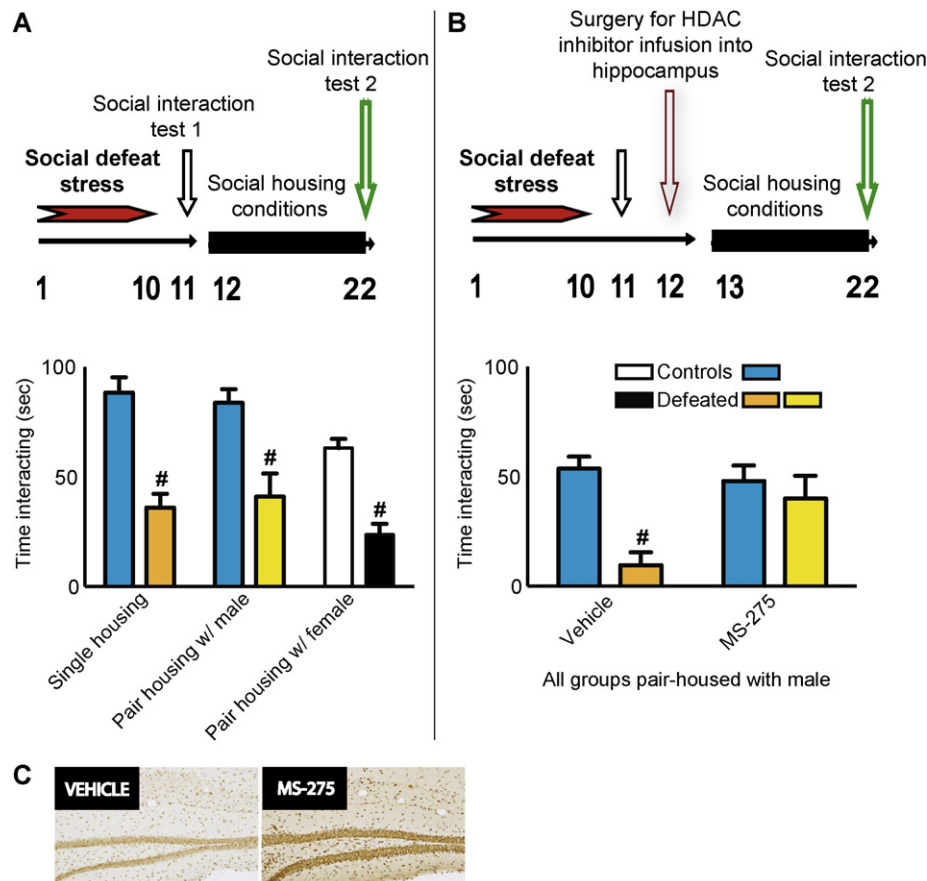 A
Social interaction
test 2
Social interaction
test 1
Social defeat
stress
Social housing
conditions
1 10 11 12 22
Time interacting (sec)
100
50
0
#
#
#
Single housing
Pair housing w/ male
Pair housing w/ female
B
Surgery for HDAC
inhibitor infusion into
hippocampus
Social interaction
test 2
Social defeat
stress
Social housing
conditions
1 10 11 12 13 22
Time interacting (sec)
100
50
0
Controls
Defeated
#
Vehicle
MS-275
All groups pair-housed with male
C
VEHICLE
MS-275